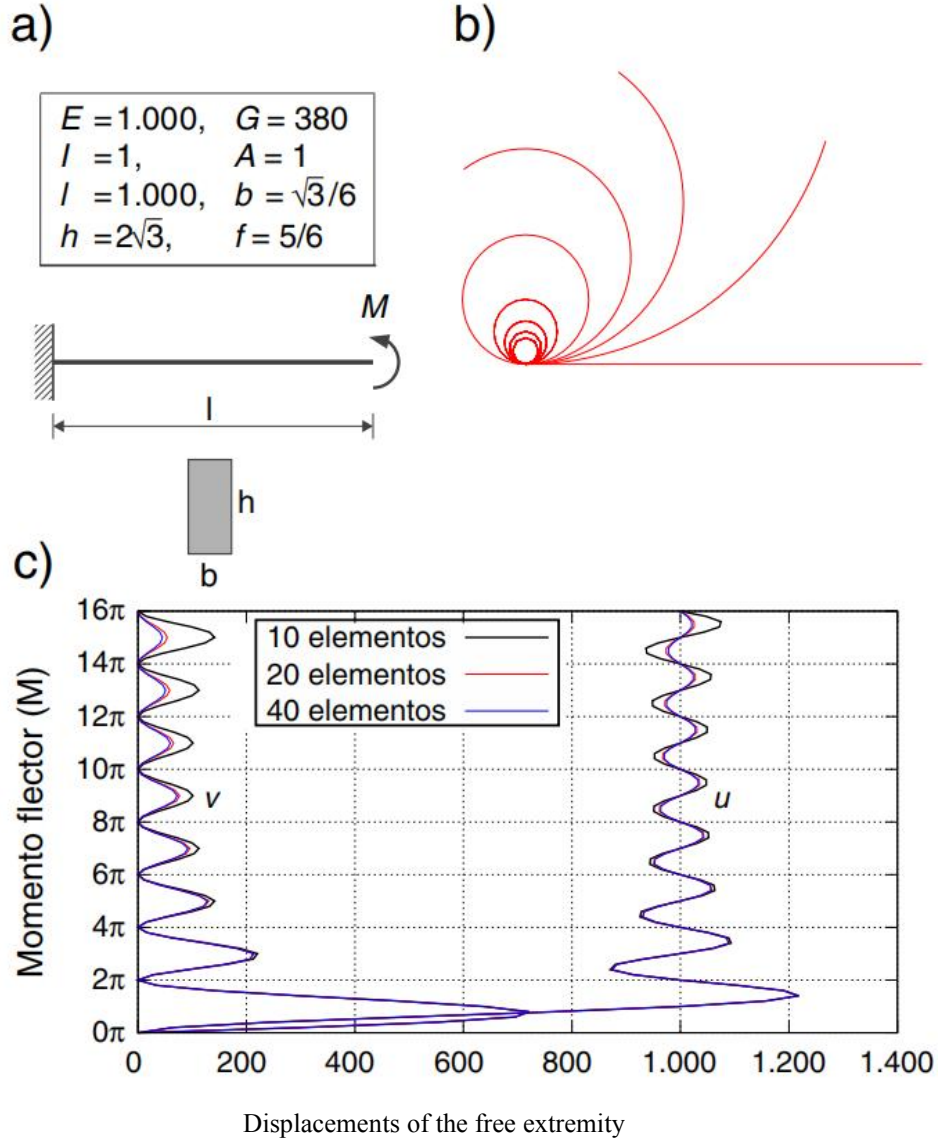 a)
b)
E = 1.000, G = 380
I = 1, A = 1
l = 1.000, b = √3/6
h = 2√3, f = 5/6
M
l
h
b
c)
16π
14π
12π
10π
8π
6π
4π
2π
0π
Momento flector (M)
10 elementos
20 elementos
40 elementos
v
u
0 200 400 600 800 1.000 1.200 1.400
Displacements of the free extremity